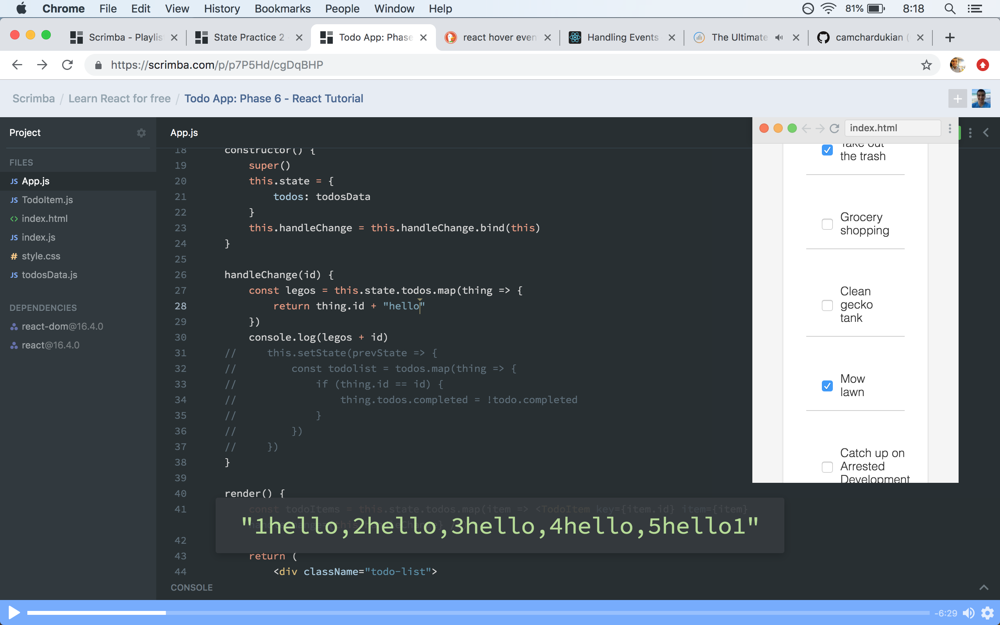 Chrome File Edit View History Bookmarks People Window Help 81% 8:18
Scrimba - Playlis State Practice 2 Todo App: Phase react hover even Handling Events The Ultimate camchardukian (
https://scrimba.com/p/p7P5Hd/cgDqBHP
Scrimba / Learn React for free / Todo App: Phase 6 - React Tutorial
Project
FILES
JS App.js
JS TodoItem.js
<> index.html
JS index.js
# style.css
JS todosData.js
DEPENDENCIES
react-dom@16.4.0
react@16.4.0
App.js
18 constructor() {
19 super()
20 this.state = {
21 todos: todosData
22 }
23 this.handleChange = this.handleChange.bind(this)
24 }
25
26 handleChange(id) {
27 const legos = this.state.todos.map(thing => {
28 return thing.id + "hello"
29 })
30 console.log(legos + id)
31 // this.setState(prevState => {
32 // const todolist = todos.map(thing => {
33 // if (thing.id == id) {
34 // thing.todos.completed = !todo.completed
35 // }
36 // })
37 // })
38 }
39
40 render() {
41 const todoItems = this.state.todos.map(item => <TodoItem key={item.id} item={item}
"1hello,2hello,3hello,4hello,5hello1"
42
43 return (
44 <div className="todo-list">
CONSOLE
index.html
Take out
the trash
Grocery
shopping
Clean
gecko
tank
Mow
lawn
Catch up on
Arrested
Development
-6:29